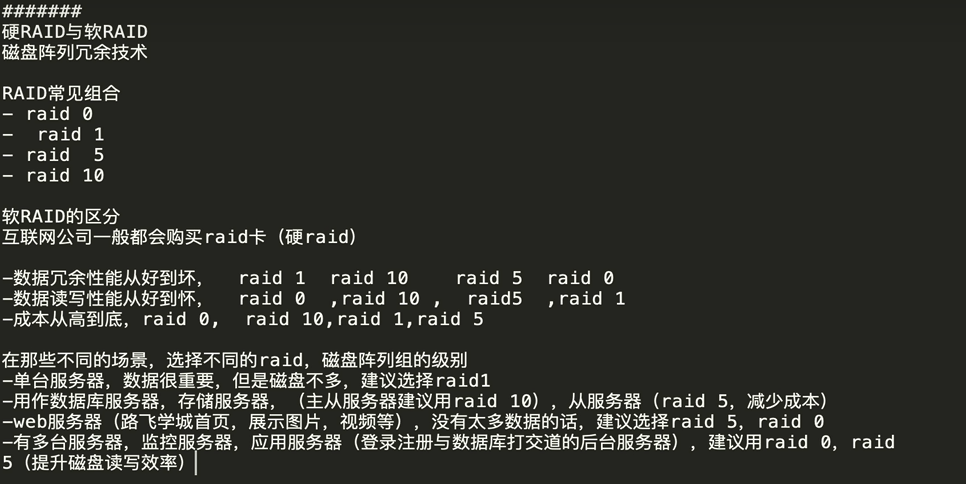 #######
硬RAID与软RAID
磁盘阵列冗余技术
RAID常见组合
- raid 0
-  raid 1
- raid  5
- raid 10
软RAID的区分
互联网公司一般都会购买raid卡（硬raid）
-数据冗余性能从好到坏，  raid 1  raid 10    raid 5  raid 0
-数据读写性能从好到怀，  raid 0  ,raid 10 ,  raid5  ,raid 1
-成本从高到底，raid 0,  raid 10,raid 1,raid 5
在那些不同的场景，选择不同的raid，磁盘阵列组的级别
-单台服务器，数据很重要，但是磁盘不多，建议选择raid1
-用作数据库服务器，存储服务器，（主从服务器建议用raid 10），从服务器（raid 5，减少成本）
-web服务器（路飞学城首页，展示图片，视频等），没有太多数据的话，建议选择raid 5，raid 0
-有多台服务器，监控服务器，应用服务器（登录注册与数据库打交道的后台服务器），建议用raid 0，raid
5（提升磁盘读写效率）